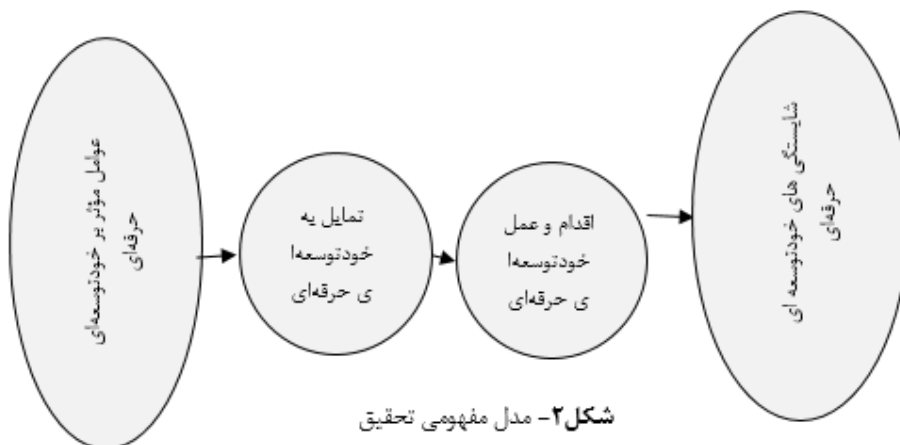 عوامل مؤثر بر خودتوسعه‌ای
حرفه‌ای
تمایل به
خودتوسعه‌ا
ی حرفه‌ای
اقدام و عمل
خودتوسعه‌ا
ی حرفه‌ای
شایستگی های خودتوسعه ای
حرفه‌ای
شکل۲- مدل مفهومی تحقیق